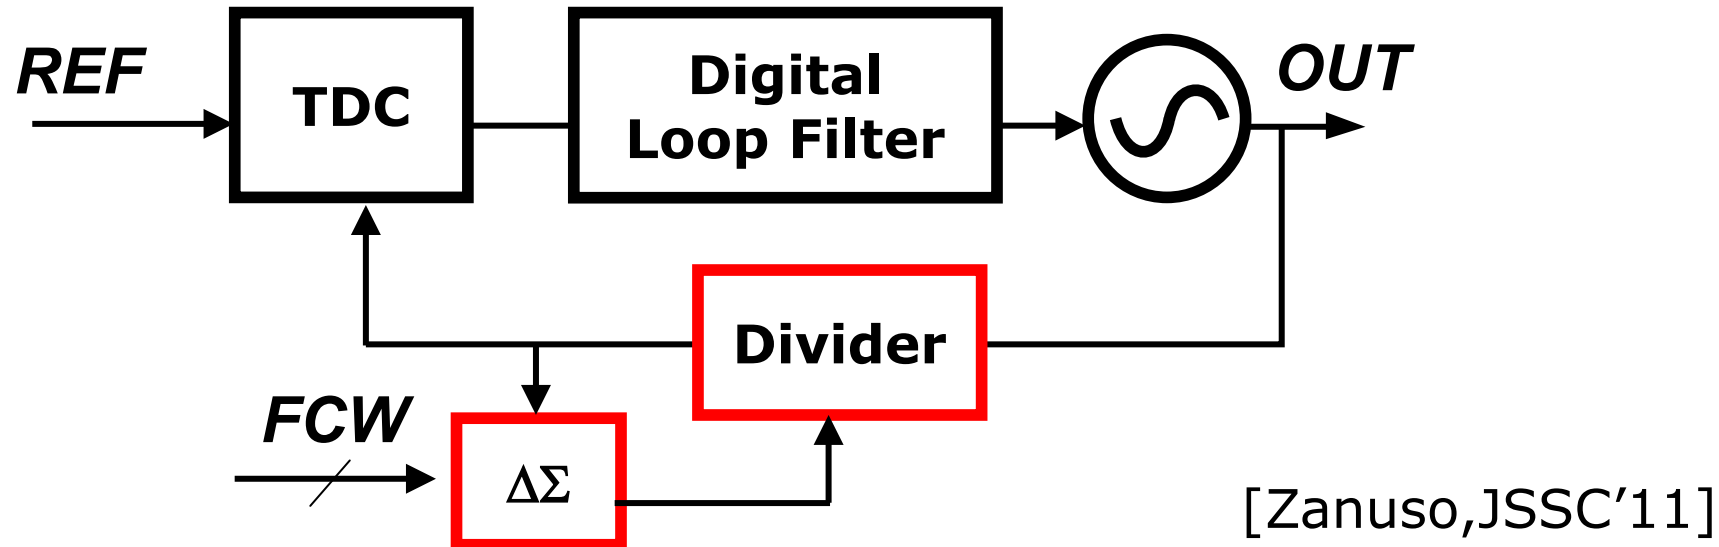 REF
TDC
Digital
Loop Filter
OUT
Divider
FCW
ΔΣ
[Zanuso,JSSC’11]